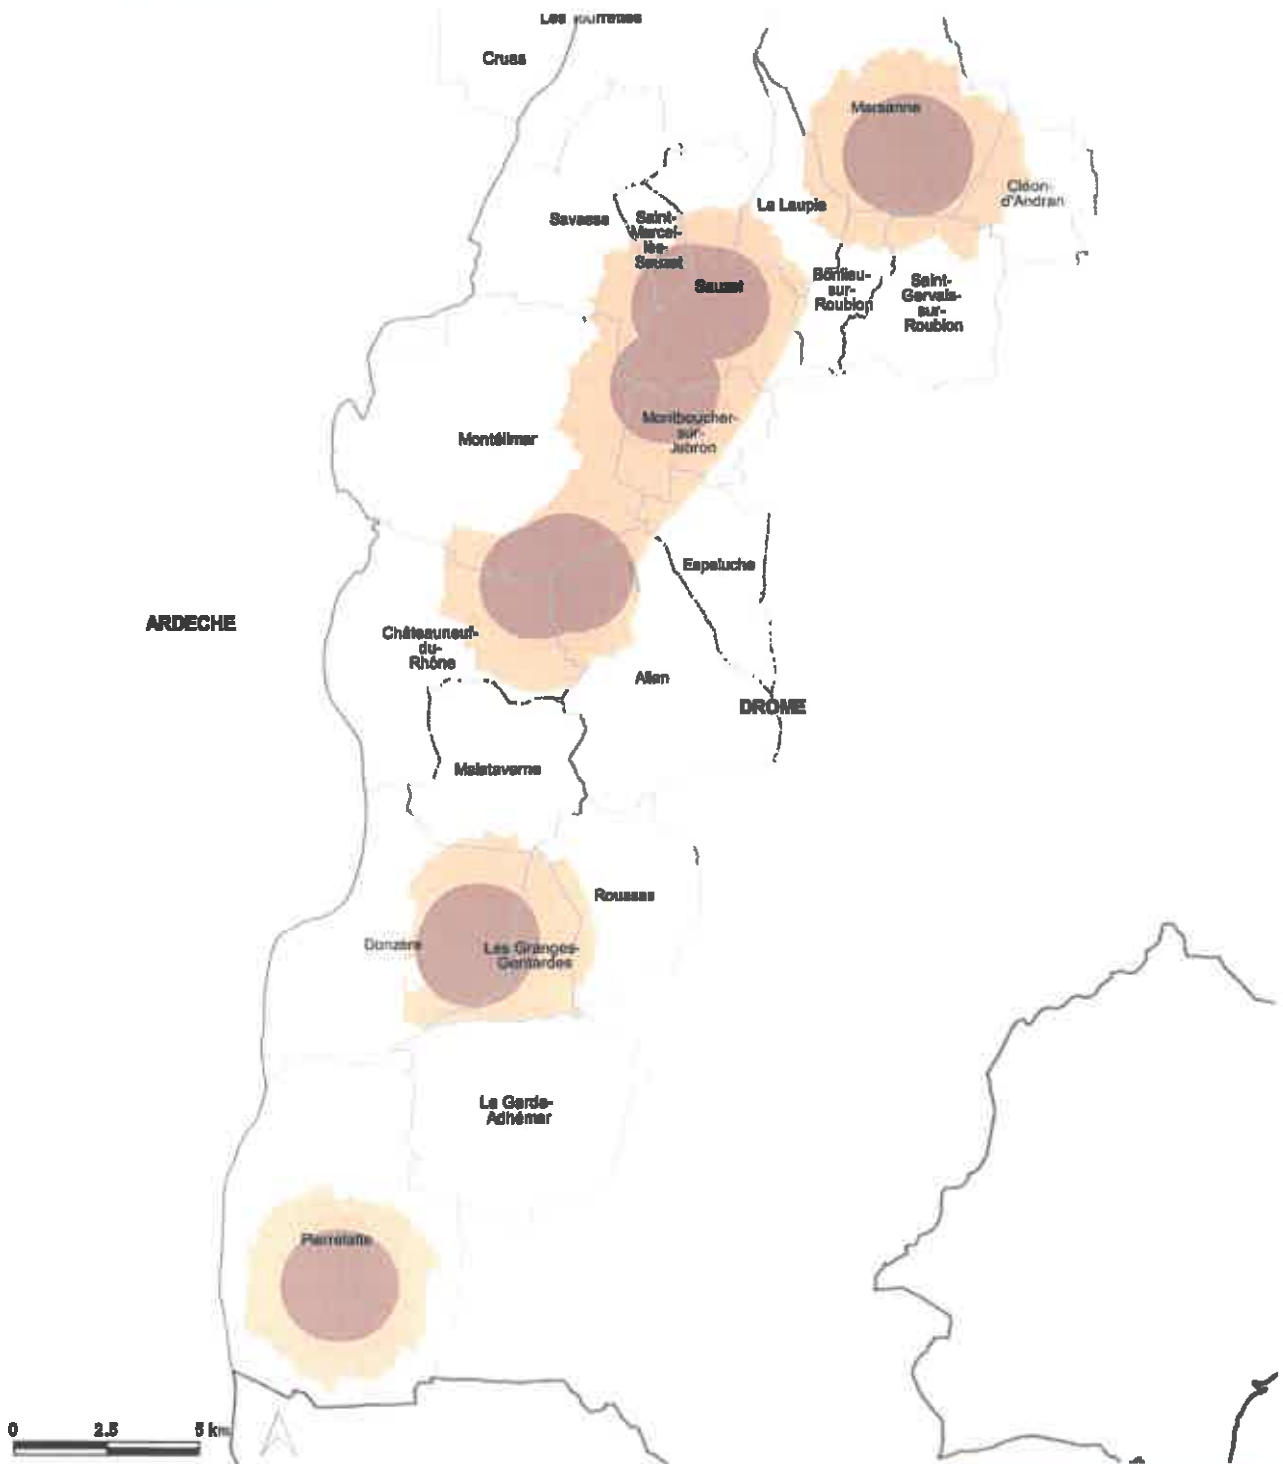 Les Tourrettes
Cruas
Marsanne
Cléon-
d'Andran
La Laupie
Savasse
Saint-
Marcel-
lès-
Sauzet
Sauzet
Bonlieu-
sur-
Roubion
Saint-
Gervais-
sur-
Roubion
Montboucher-
sur-
Jabron
Montélimar
Espeluche
ARDECHE
Châteauneuf-
du-
Rhône
Allan
DROME
Malataverne
Roussas
Donzère
Les Granges-
Gontardes
La Garde-
Adhémar
Pierrelatte
0 2.5 5 km